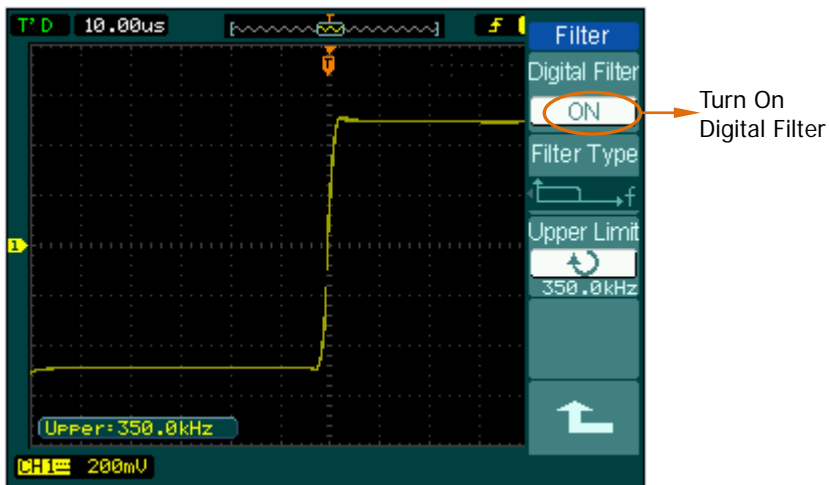 T'D 10.00us
T
Filter
Digital Filter
ON
Turn On
Digital Filter
Filter Type
f
Upper Limit
350.0kHz
T
1
Upper:350.0kHz
CH1 200mV